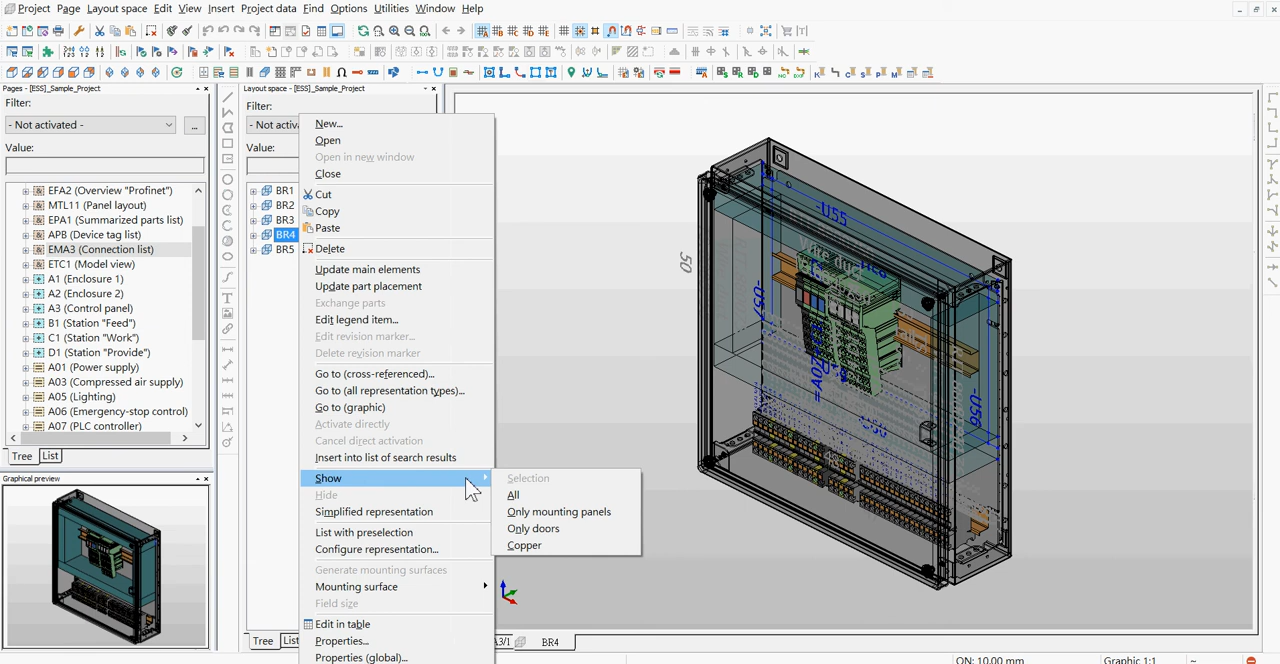 Project Page Layout space Edit View Insert Project data Find Options Utilities Window Help
Pages - [ESS]_Sample_Project
Filter:
- Not activated -
...
Value:
EFA2 (Overview "Profinet")
MTL11 (Panel layout)
EPA1 (Summarized parts list)
APB (Device tag list)
EMA3 (Connection list)
ETC1 (Model view)
A1 (Enclosure 1)
A2 (Enclosure 2)
A3 (Control panel)
B1 (Station "Feed")
C1 (Station "Work")
D1 (Station "Provide")
A01 (Power supply)
A03 (Compressed air supply)
A05 (Lighting)
A06 (Emergency-stop control)
A07 (PLC controller)
Tree List
Graphical preview
Layout space - [ESS]_Sample_Project
Filter:
- Not activa
Value:
BR1
BR2
BR3
BR4
BR5
Tree List
New...
Open
Open in new window
Close
Cut
Copy
Paste
Delete
Update main elements
Update part placement
Exchange parts
Edit legend item...
Edit revision marker...
Delete revision marker
Go to (cross-referenced)...
Go to (all representation types)...
Go to (graphic)
Activate directly
Cancel direct activation
Insert into list of search results
Show
Hide
Simplified representation
List with preselection
Configure representation...
Generate mounting surfaces
Mounting surface
Field size
Edit in table
Properties...
Properties (global)...
Selection
All
Only mounting panels
Only doors
Copper
50
-U55
Wire duct
-U57
-U56
A3/1
BR4
ON: 10.00 mm
Graphic 1:1
~